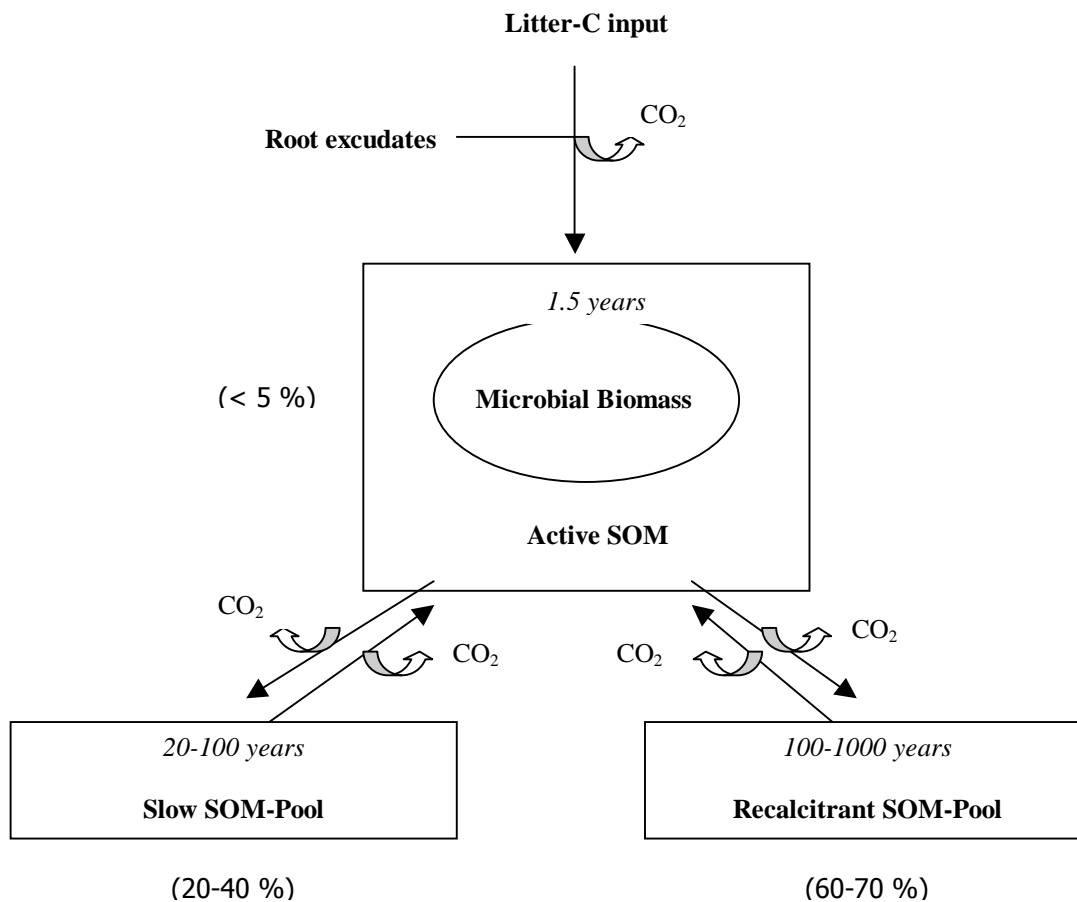 Litter-C input
CO₂
Root excudates
1.5 years
(< 5 %)
Microbial Biomass
Active SOM
CO₂
CO₂
CO₂
CO₂
20-100 years
Slow SOM-Pool
100-1000 years
Recalcitrant SOM-Pool
(20-40 %)
(60-70 %)